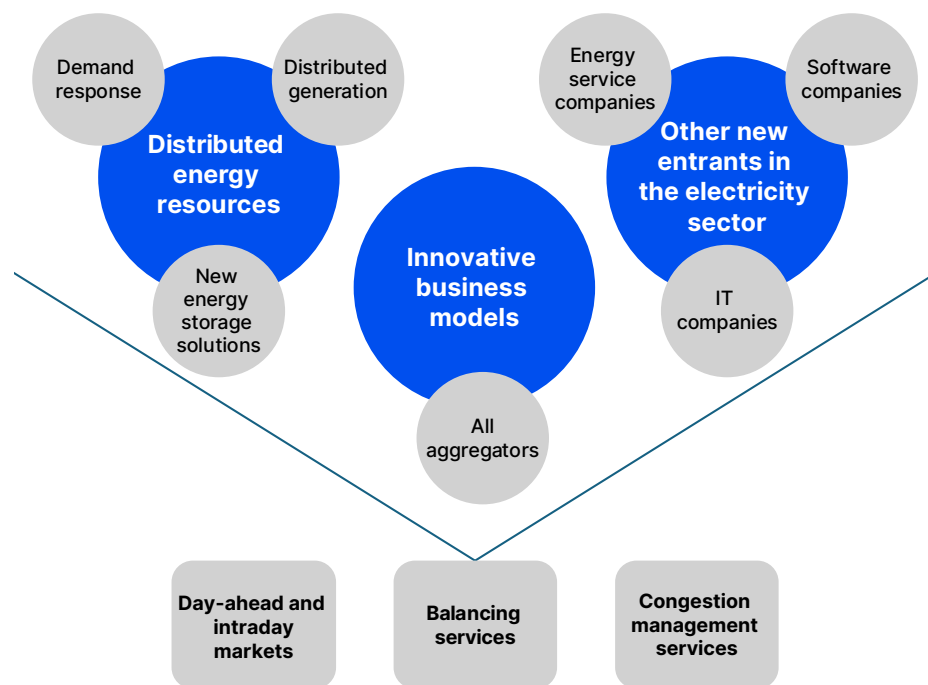 Demand
response
Distributed
generation
Distributed
energy
resources
New
energy
storage
solutions
Innovative
business
models
All
aggregators
Energy
service
companies
Software
companies
Other new
entrants in
the electricity
sector
IT
companies
Day-ahead and
intraday
markets
Balancing
services
Congestion
management
services